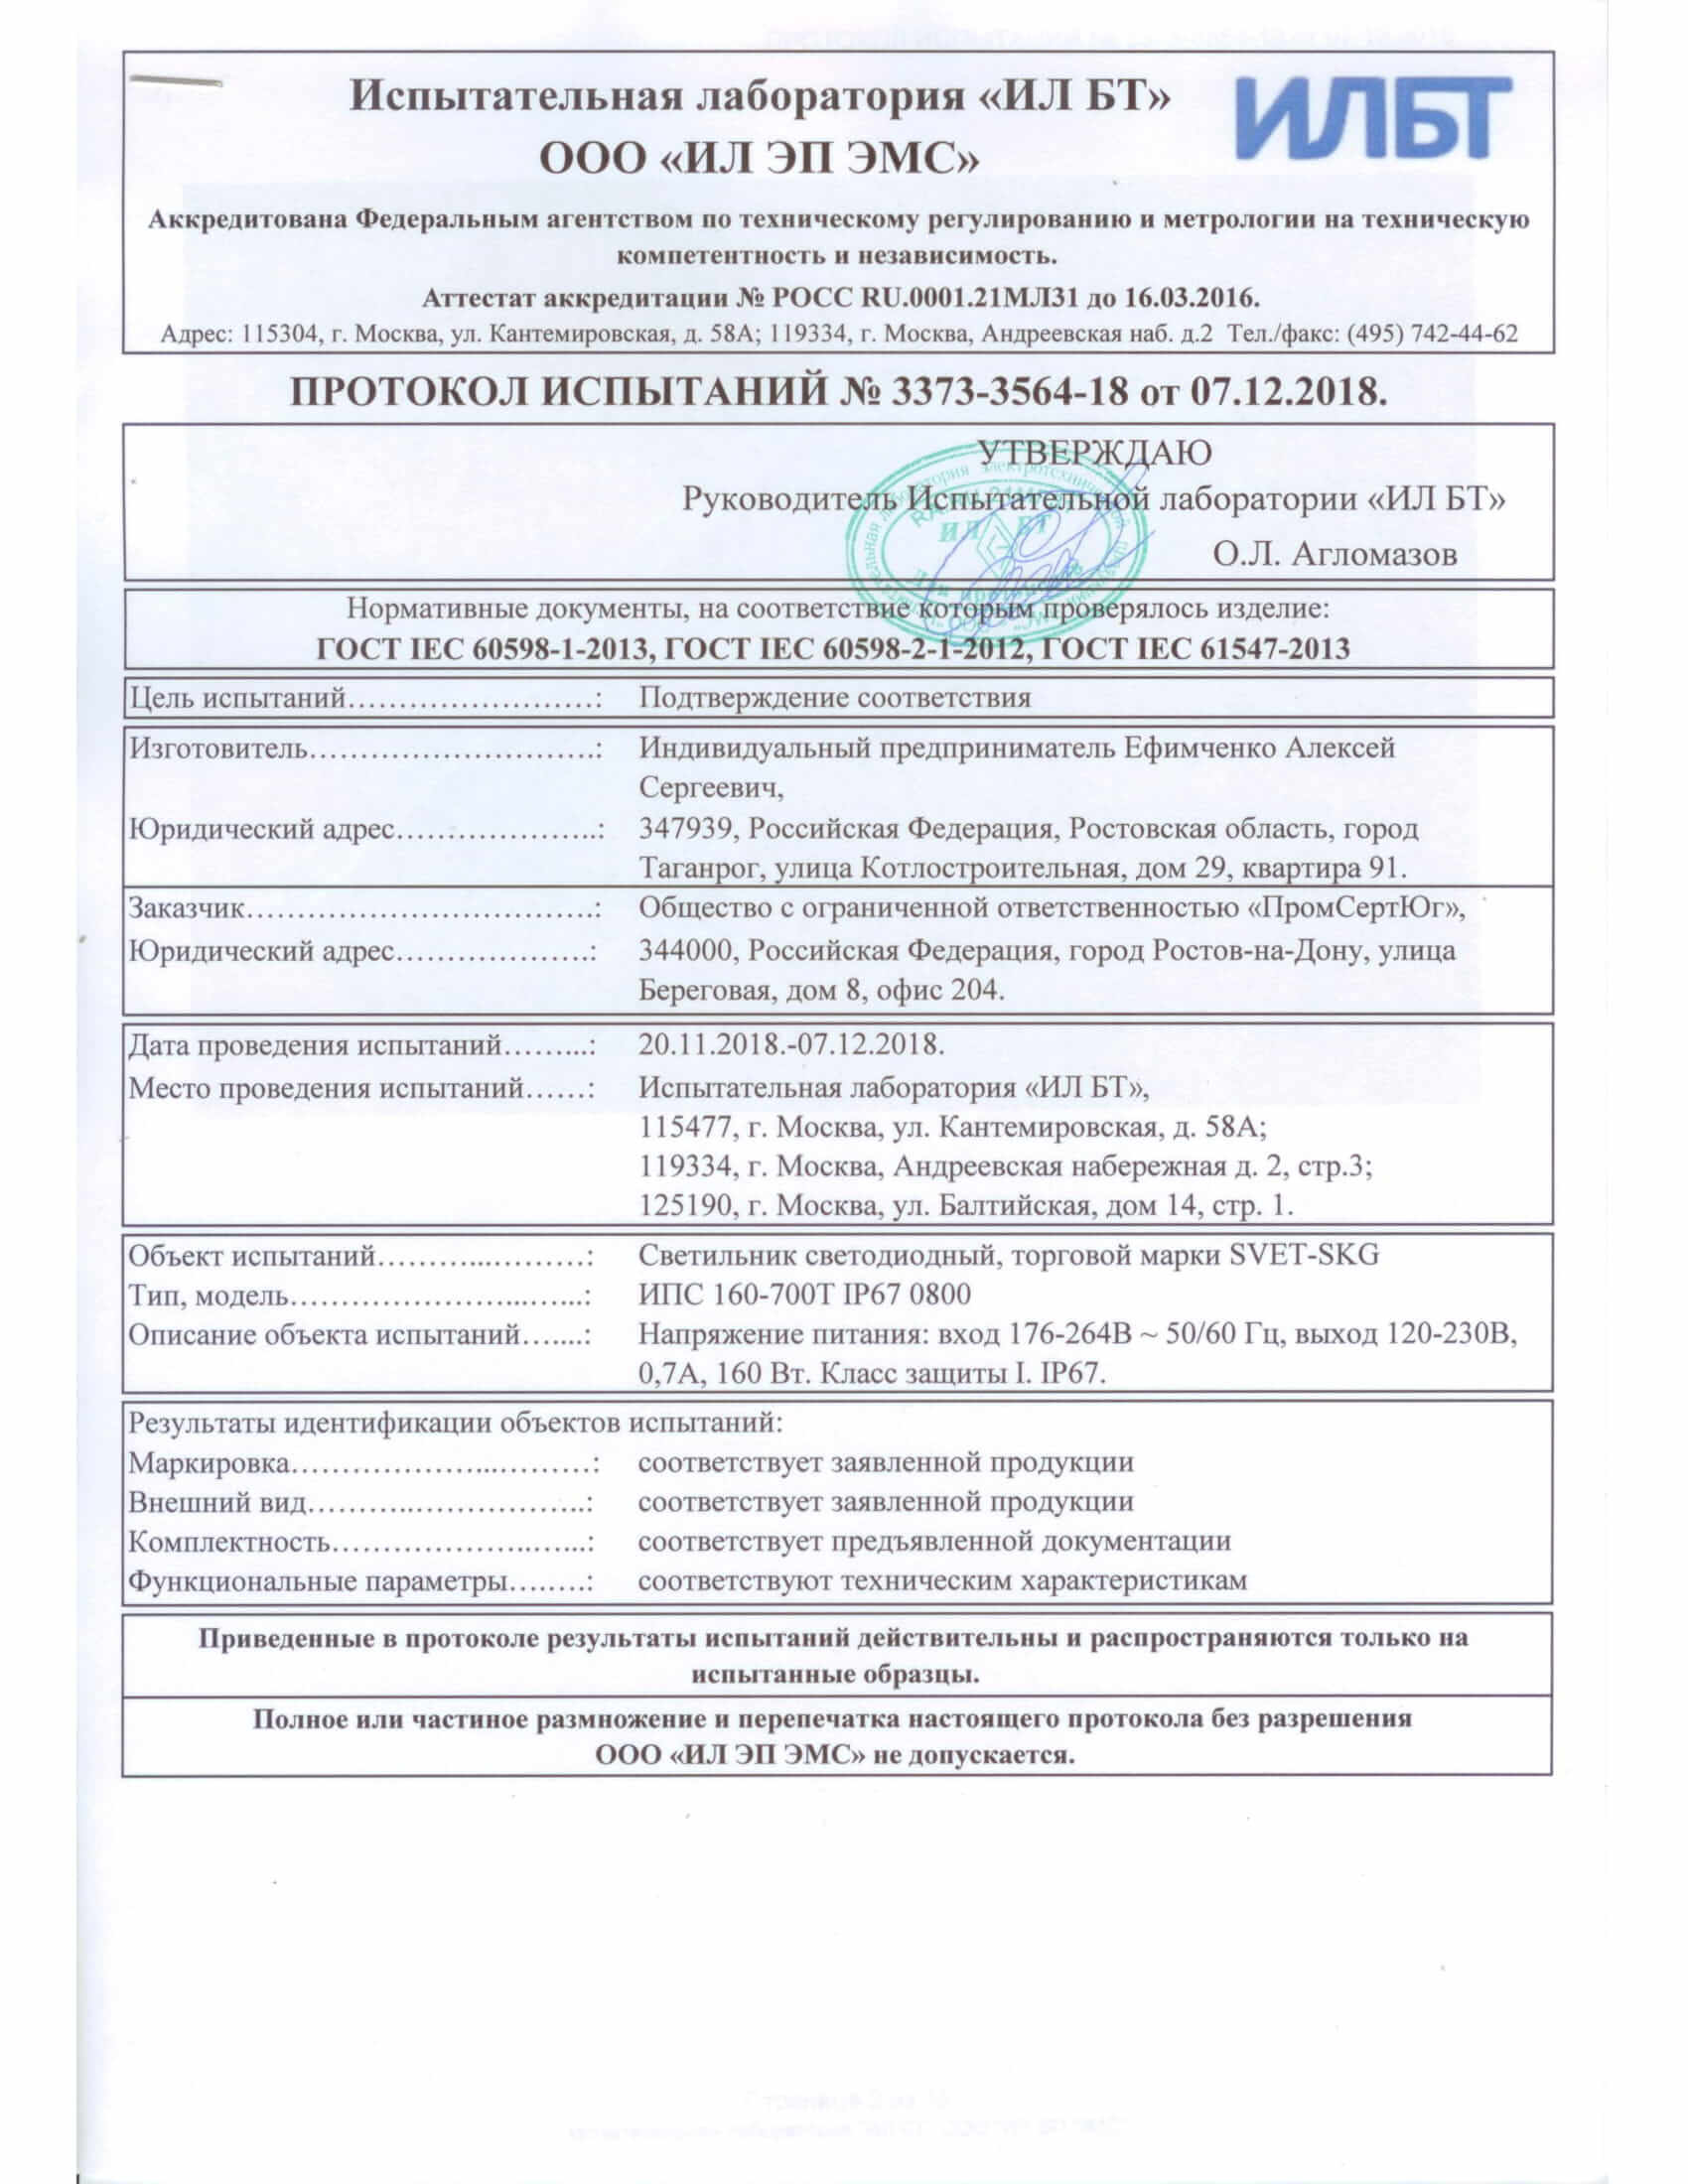 Испытательная лаборатория «ИЛ БТ»
ИЛБТ
ООО «ИЛ ЭП ЭМС»
Аккредитована Федеральным агентством по техническому регулированию и метрологии на техническую
компетентность и независимость.
Аттестат аккредитации № РОСС RU.0001.21МЛ31 до 16.03.2016.
Адрес: 115304, г. Москва, ул. Кантемировская, д. 58А; 119334, г. Москва, Андреевская наб. д.2 Тел./факс: (495) 742-44-62
ПРОТОКОЛ ИСПЫТАНИЙ № 3373-3564-18 от 07.12.2018.
УТВЕРЖДАЮ
Руководитель Испытательной лаборатории «ИЛ БТ»
ИЛ БТ
О.Л. Агломазов
Нормативные документы, на соответствие которым проверялось изделие:
ГОСТ IEC 60598-1-2013, ГОСТ IEC 60598-2-1-2012, ГОСТ IEC 61547-2013
Цель испытаний……………………….: Подтверждение соответствия
Изготовитель…………………………….: Индивидуальный предприниматель Ефимченко Алексей
Сергеевич,
Юридический адрес…………………..: 347939, Российская Федерация, Ростовская область, город
Таганрог, улица Котлостроительная, дом 29, квартира 91.
Заказчик………………………………….: Общество с ограниченной ответственностью «ПромСертЮг»,
Юридический адрес………………….: 344000, Российская Федерация, город Ростов-на-Дону, улица
Береговая, дом 8, офис 204.
Дата проведения испытаний……...: 20.11.2018.-07.12.2018.
Место проведения испытаний……: Испытательная лаборатория «ИЛ БТ»,
115477, г. Москва, ул. Кантемировская, д. 58А;
119334, г. Москва, Андреевская набережная д. 2, стр.3;
125190, г. Москва, ул. Балтийская, дом 14, стр. 1.
Объект испытаний………...………….: Светильник светодиодный, торговой марки SVET-SKG
Тип, модель……………………...……...: ИПС 160-700Т IP67 0800
Описание объекта испытаний…....: Напряжение питания: вход 176-264В ~ 50/60 Гц, выход 120-230В,
0,7А, 160 Вт. Класс защиты I. IP67.
Результаты идентификации объектов испытаний:
Маркировка…………………...……….: соответствует заявленной продукции
Внешний вид………...………………...: соответствует заявленной продукции
Комплектность………………….……...: соответствует предъявленной документации
Функциональные параметры……..: соответствуют техническим характеристикам
Приведенные в протоколе результаты испытаний действительны и распространяются только на
испытанные образцы.
Полное или частиное размножение и перепечатка настоящего протокола без разрешения
ООО «ИЛ ЭП ЭМС» не допускается.